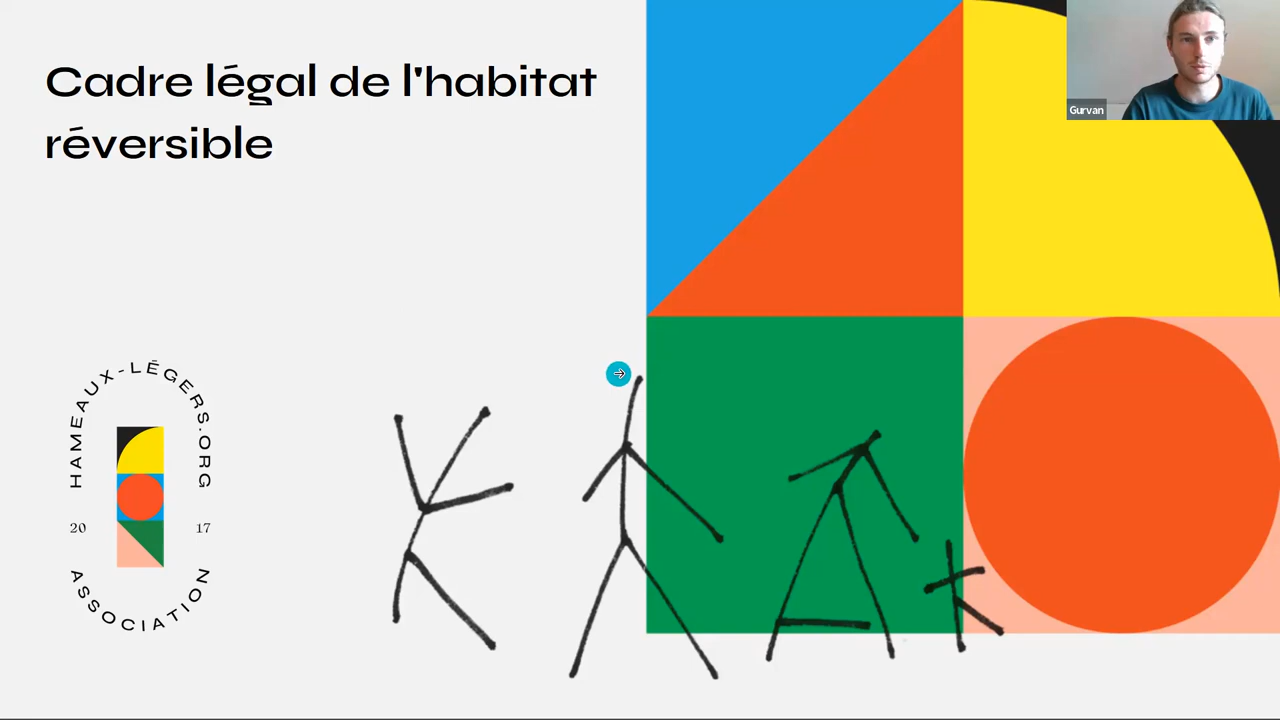 Cadre légal de l'habitat
réversible
Gurvan
HAMEAUX-LÉGERS.ORG
20 17
ASSOCIATION